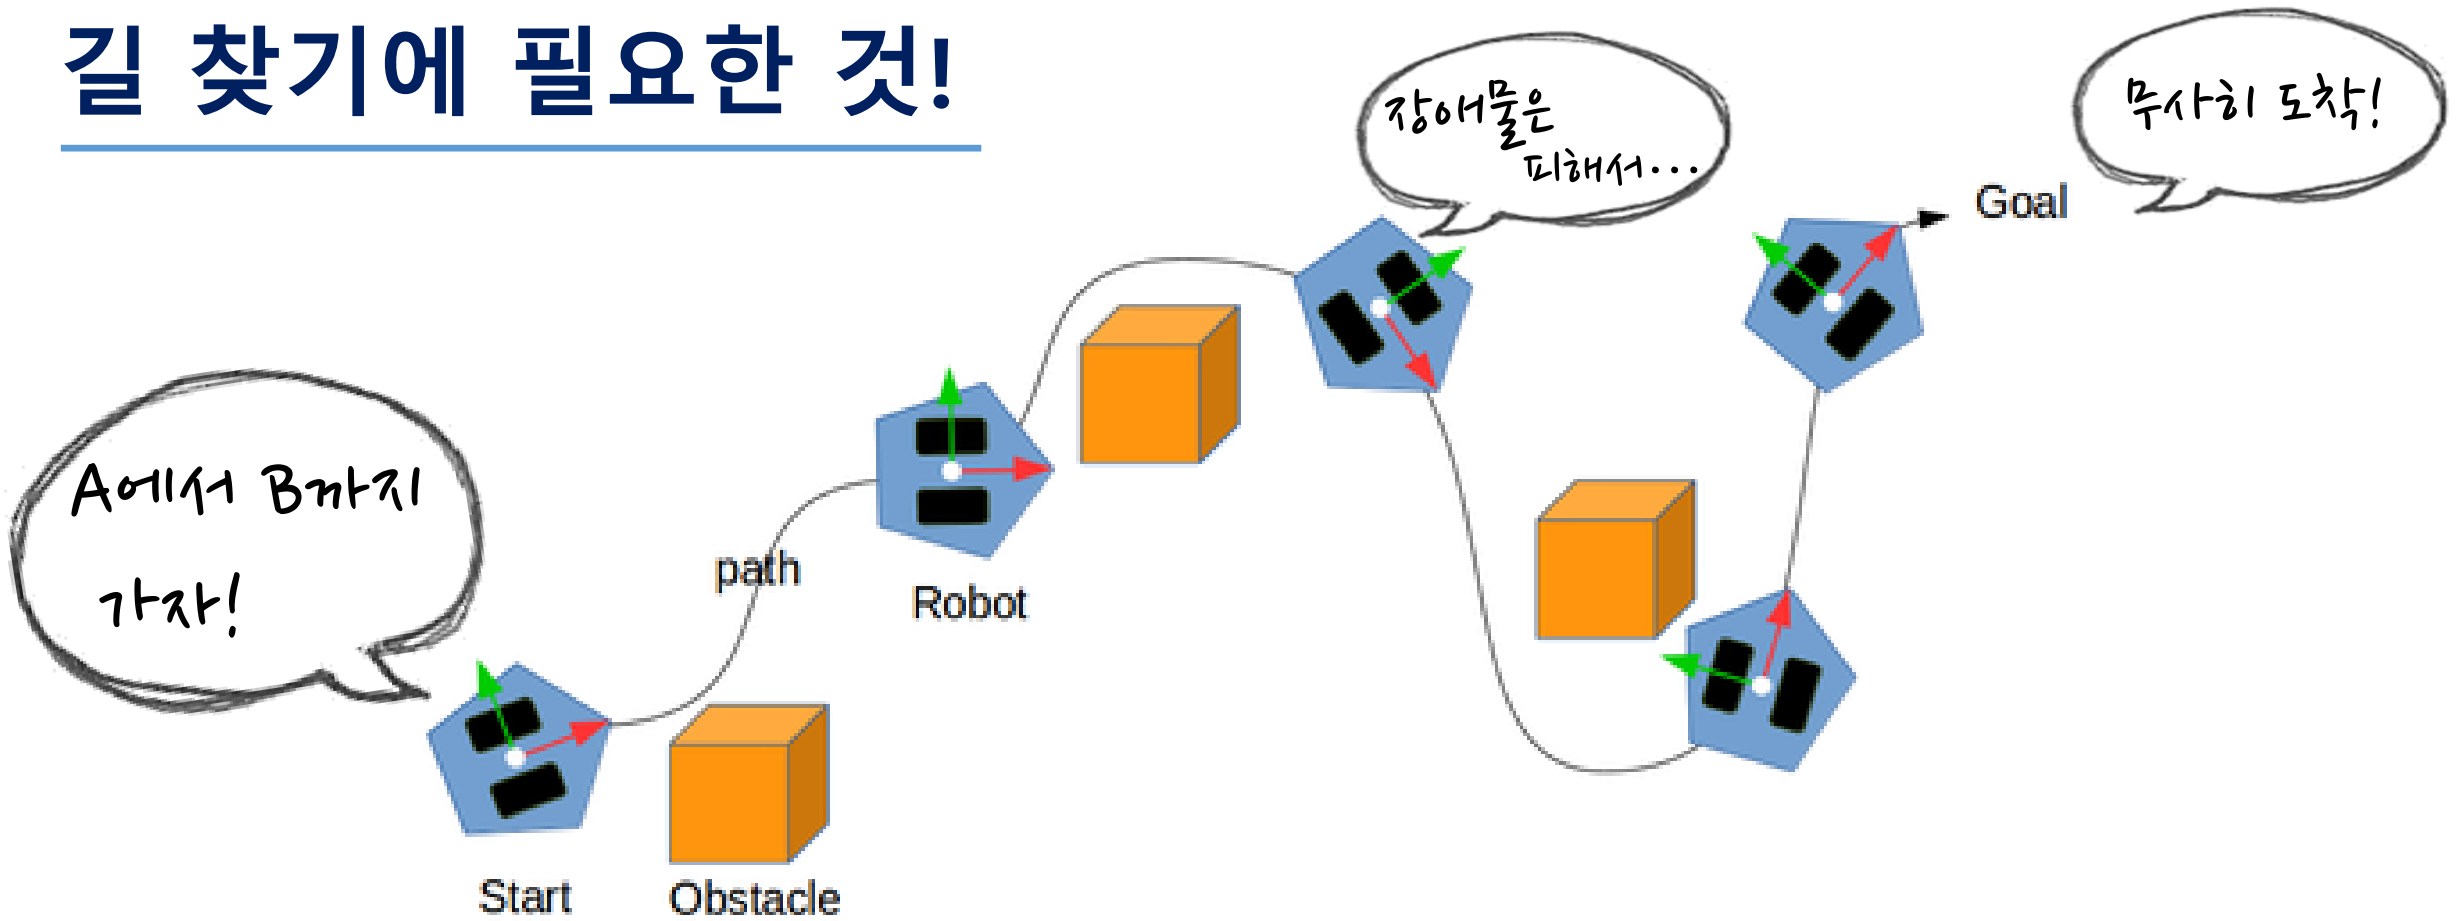 길 찾기에 필요한 것!
장애물은
피해서...
무사히 도착!
Goal
A에서 B까지
가자!
path
Robot
Start
Obstacle